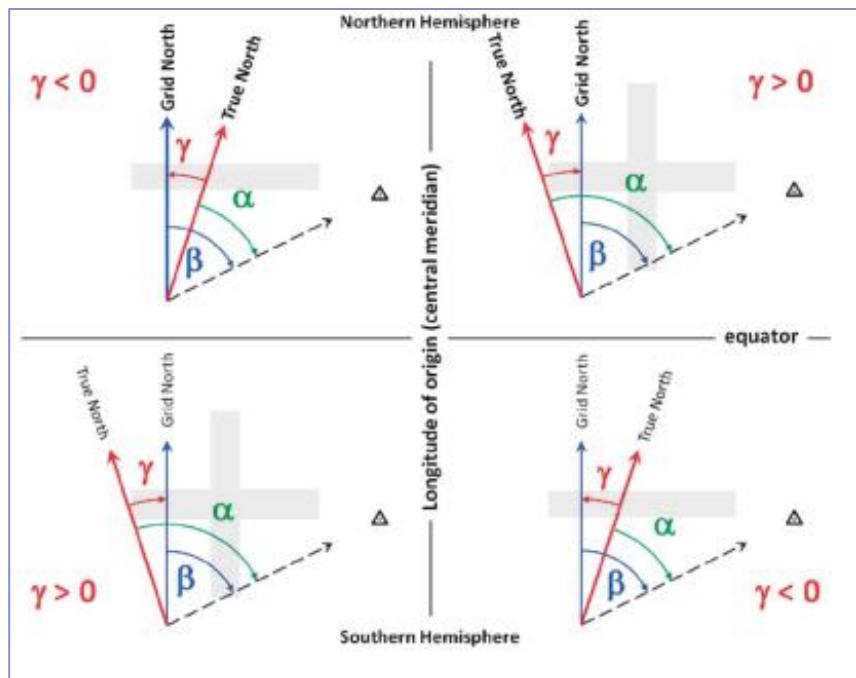 Northern Hemisphere
γ < 0
Grid North
True North
γ
α
β
True North
Grid North
γ > 0
γ
α
β
Longitude of origin (central meridian)
equator
True North
Grid North
γ
α
β
γ > 0
Grid North
True North
γ
α
β
γ < 0
Southern Hemisphere